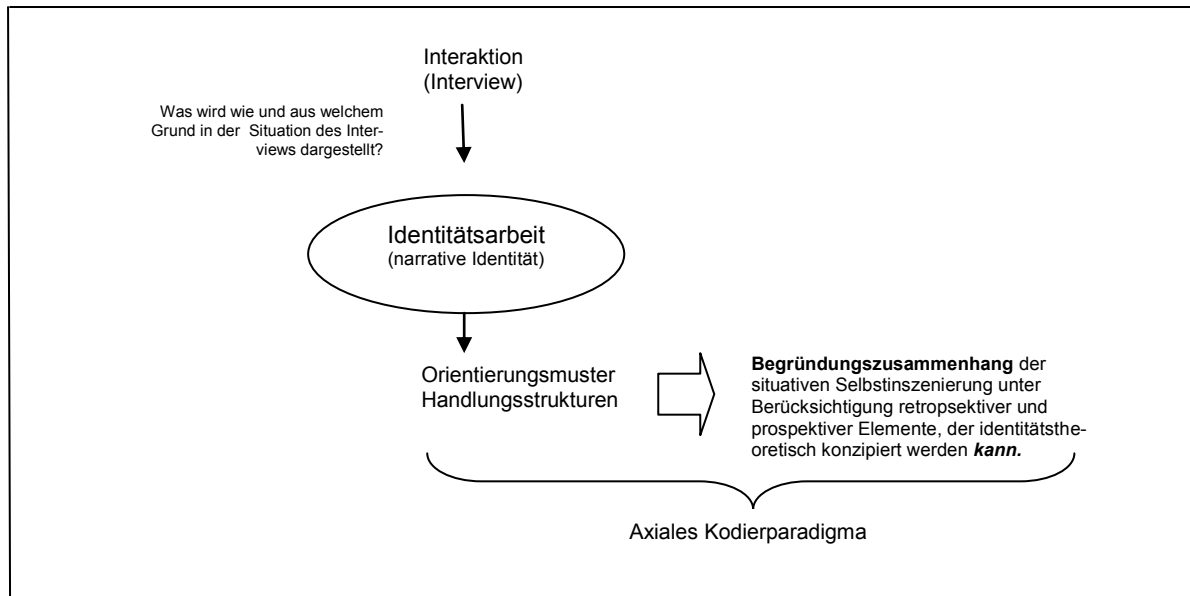 Interaktion
(Interview)
Was wird wie und aus welchem
Grund in der Situation des Inter-
views dargestellt?
Identitätsarbeit
(narrative Identität)
Orientierungsmuster
Handlungsstrukturen
Begründungszusammenhang der
situativen Selbstinszenierung unter
Berücksichtigung retropsektiver und
prospektiver Elemente, der identitätsthe-
oretisch konzipiert werden kann.
Axiales Kodierparadigma